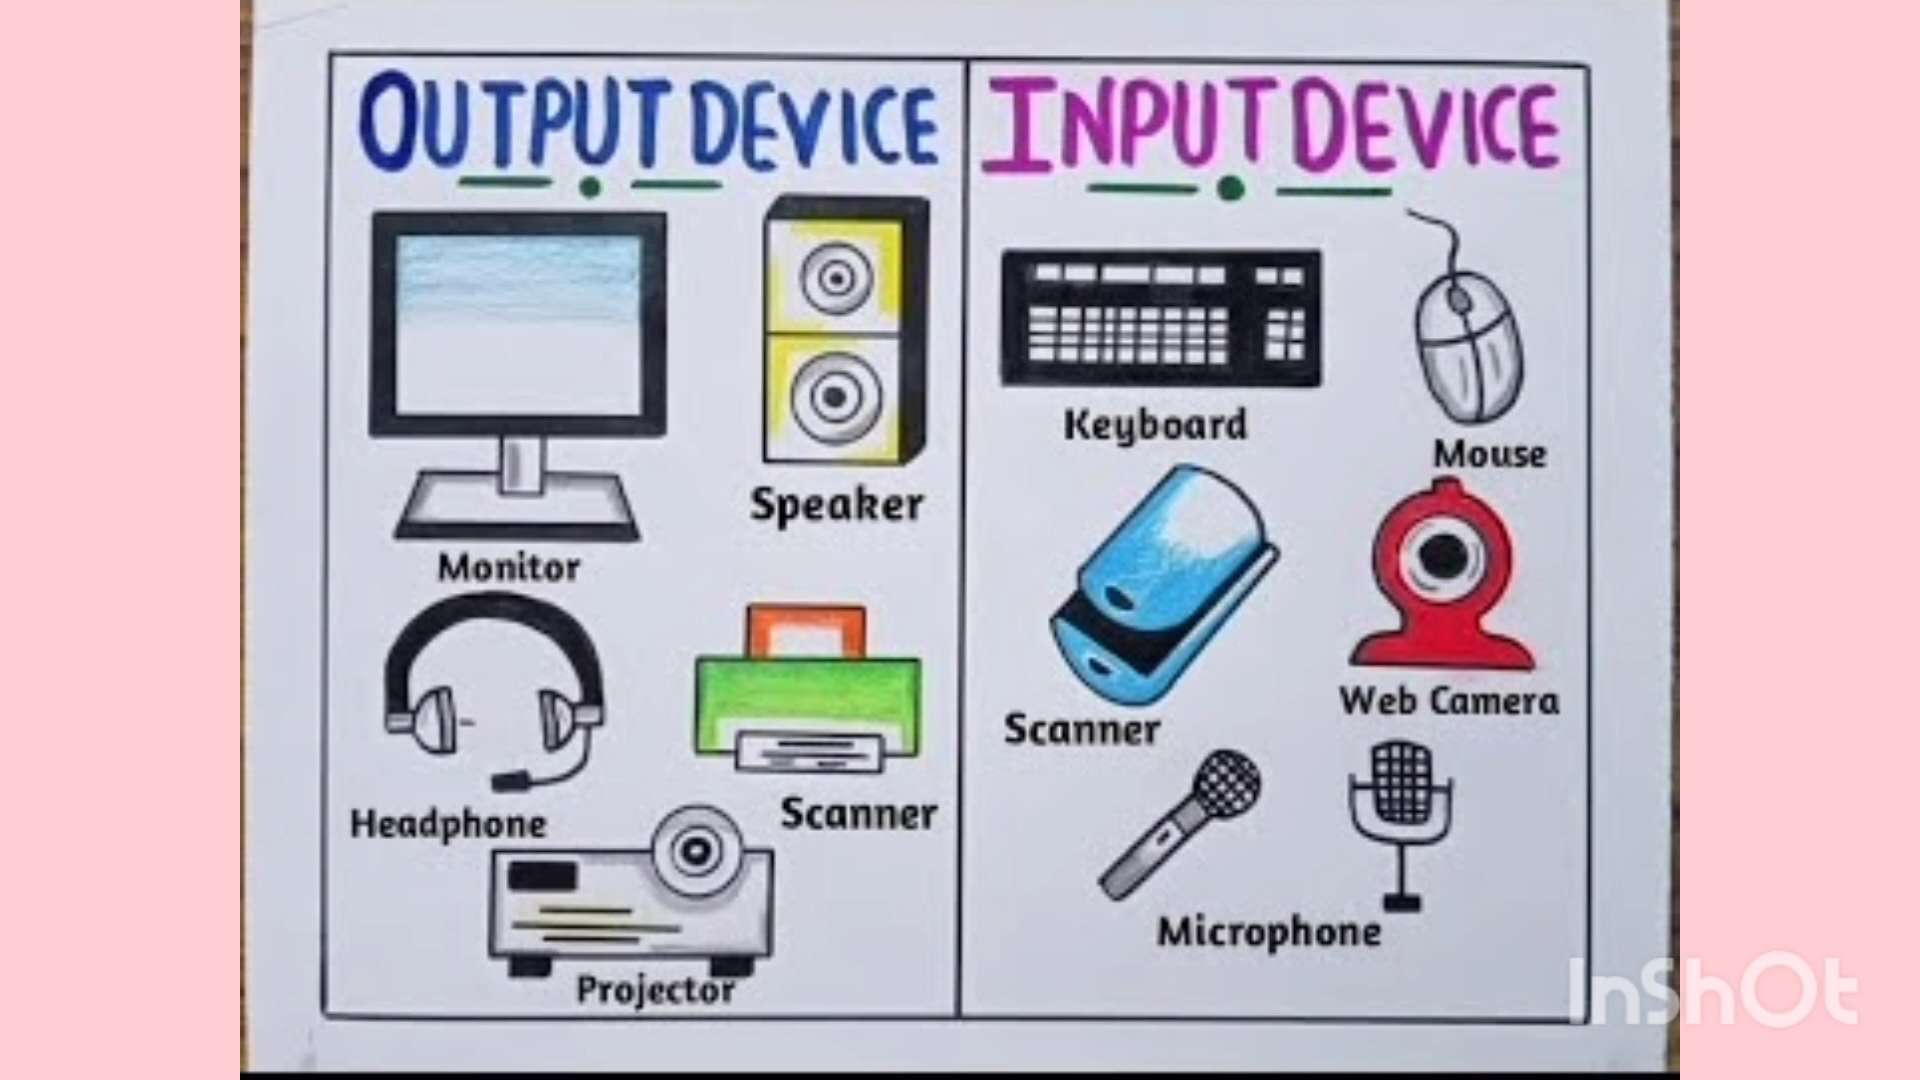 OUTPUT DEVICE
Monitor
Speaker
Headphone
Scanner
Projector
INPUT DEVICE
Keyboard
Mouse
Scanner
Web Camera
Microphone
InShOt